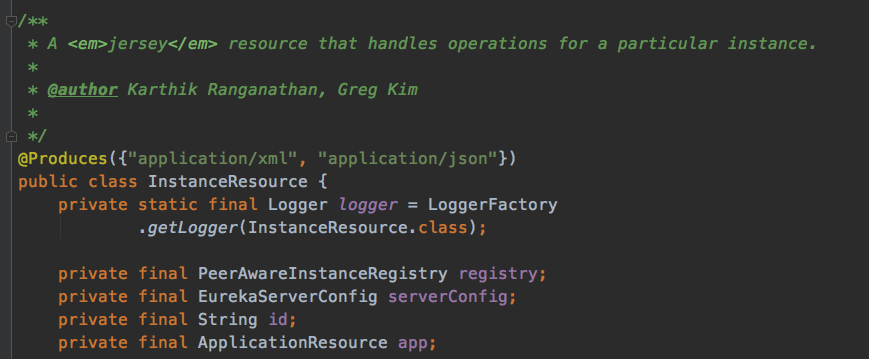 /**
 * A <em>jersey</em> resource that handles operations for a particular instance.
 *
 * @author Karthik Ranganathan, Greg Kim
 *
 */
@Produces({"application/xml", "application/json"})
public class InstanceResource {
    private static final Logger logger = LoggerFactory
            .getLogger(InstanceResource.class);

    private final PeerAwareInstanceRegistry registry;
    private final EurekaServerConfig serverConfig;
    private final String id;
    private final ApplicationResource app;